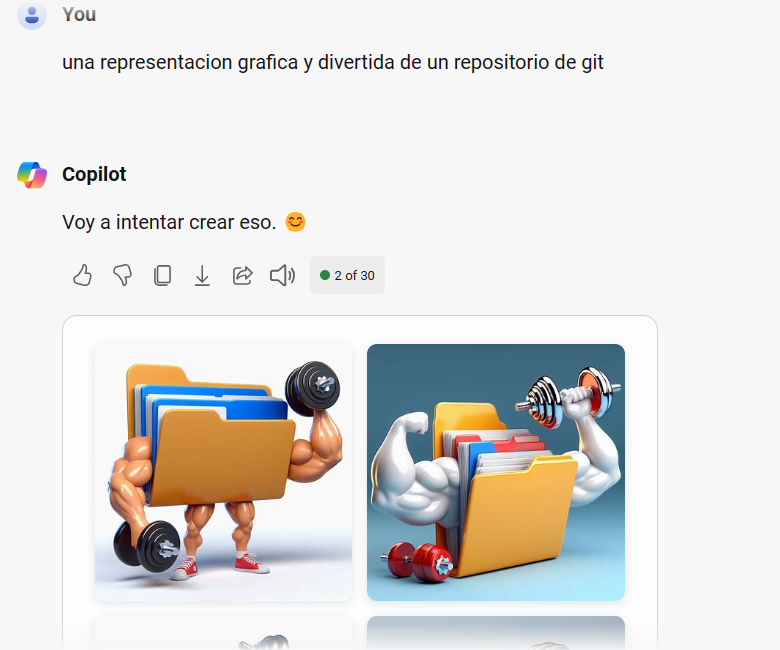 You
una representacion grafica y divertida de un repositorio de git
Copilot
Voy a intentar crear eso. 😊
2 of 30